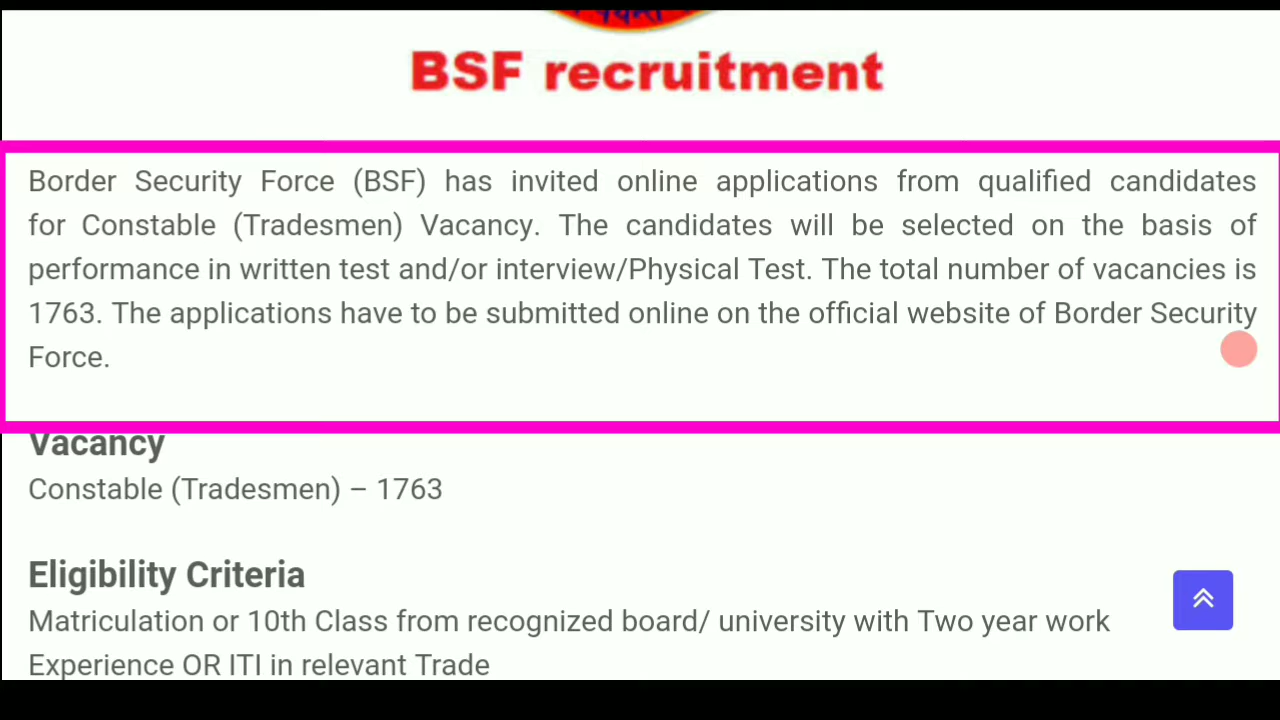 BSF recruitment
Border Security Force (BSF) has invited online applications from qualified candidates
for Constable (Tradesmen) Vacancy. The candidates will be selected on the basis of
performance in written test and/or interview/Physical Test. The total number of vacancies is
1763. The applications have to be submitted online on the official website of Border Security
Force.
Vacancy
Constable (Tradesmen) – 1763
Eligibility Criteria
Matriculation or 10th Class from recognized board/ university with Two year work
Experience OR ITI in relevant Trade